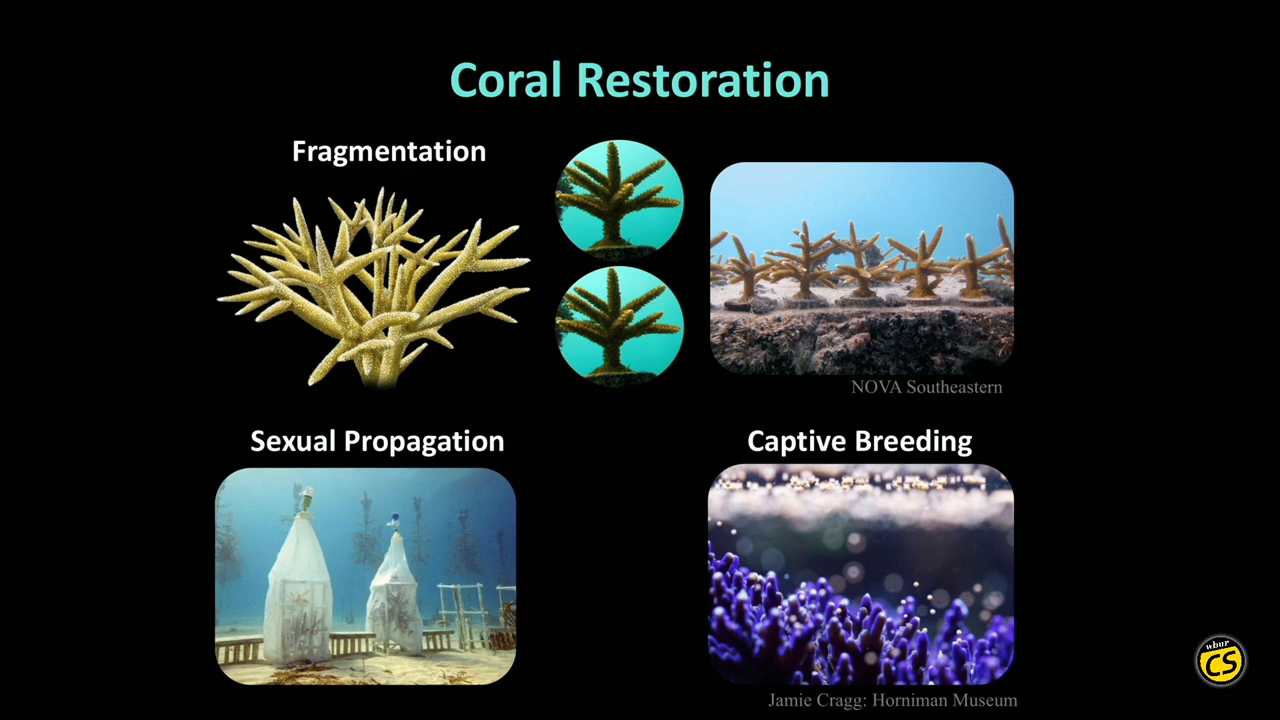 Coral Restoration
Fragmentation
NOVA Southeastern
Sexual Propagation
Captive Breeding
Jamie Cragg: Horniman Museum
wbur
CS